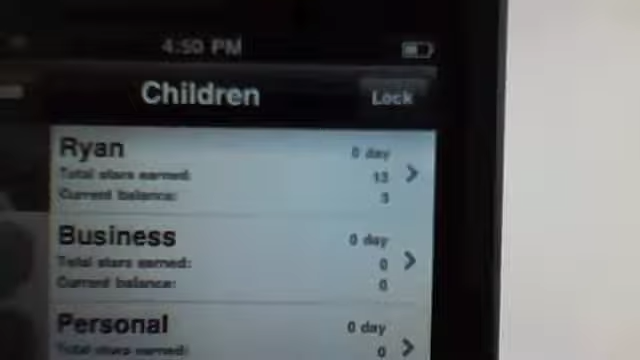 4:50 PM
Children Lock
Ryan 0 day
Total stars earned: 13
Current balance: 3
Business 0 day
Total stars earned: 0
Current balance: 0
Personal 0 day
Total stars earned: 0